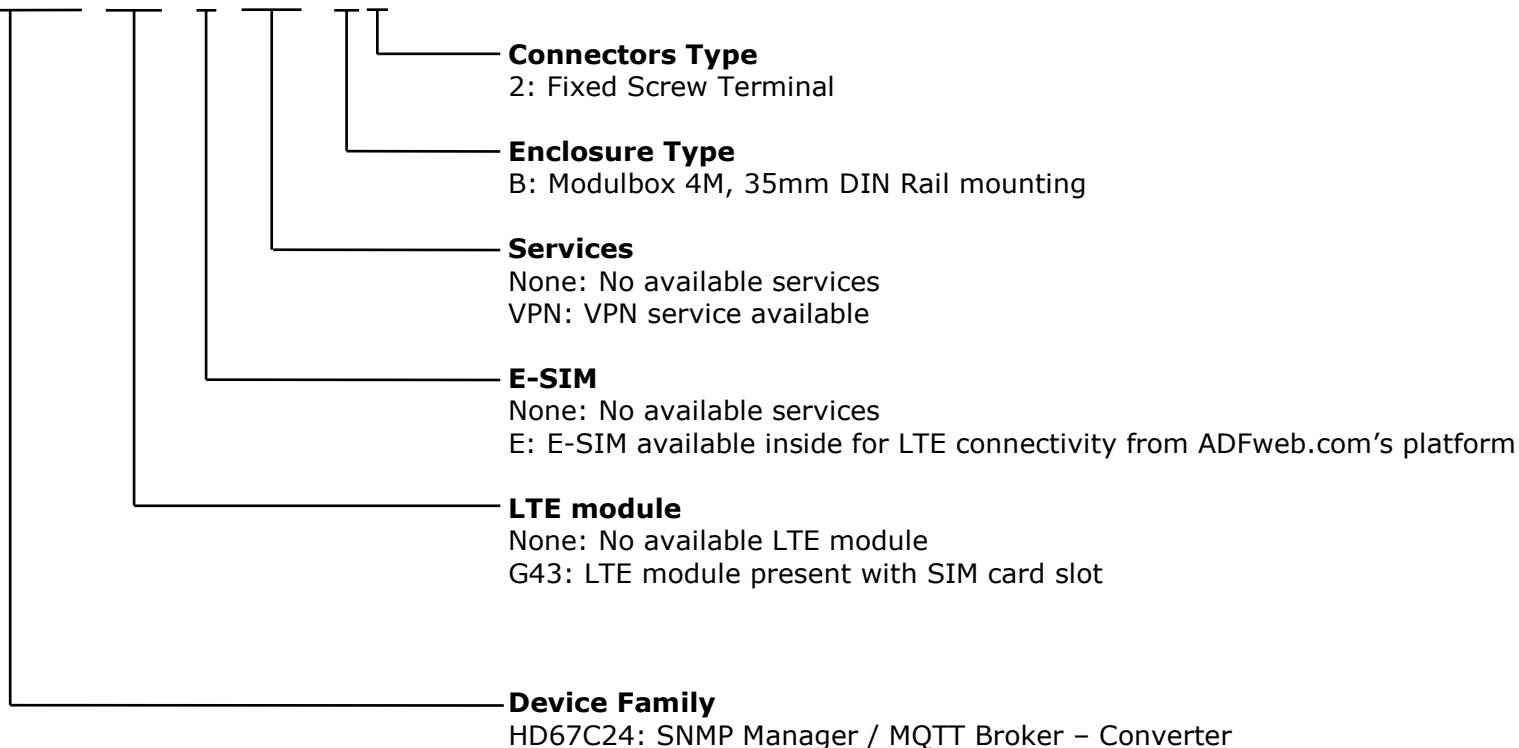 Connectors Type
2: Fixed Screw Terminal
Enclosure Type
B: Modulbox 4M, 35mm DIN Rail mounting
Services
None: No available services
VPN: VPN service available
E-SIM
None: No available services
E: E-SIM available inside for LTE connectivity from ADFweb.com’s platform
LTE module
None: No available LTE module
G43: LTE module present with SIM card slot
Device Family
HD67C24: SNMP Manager / MQTT Broker – Converter